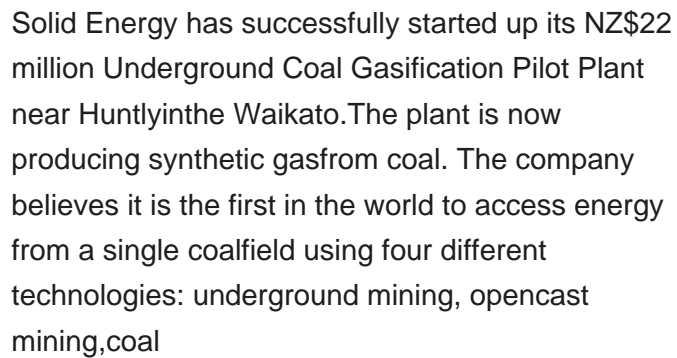 Solid Energy has successfully started up its NZ$22
million Underground Coal Gasification Pilot Plant
near Huntlyinthe Waikato.The plant is now
producing synthetic gasfrom coal. The company
believes it is the first in the world to access energy
from a single coalfield using four different
technologies: underground mining, opencast
mining,coal